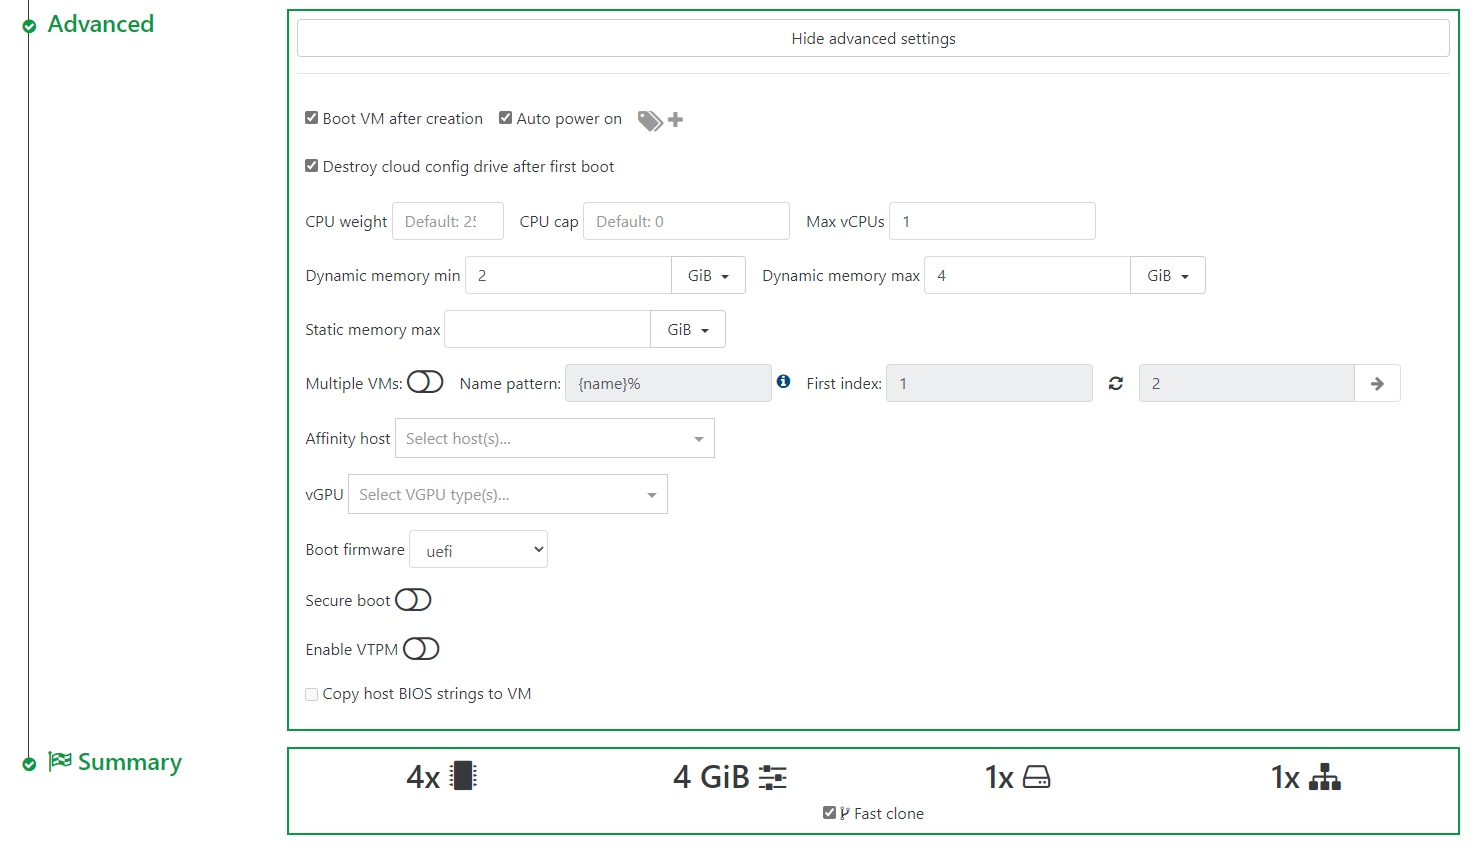 Advanced
Hide advanced settings
Boot VM after creation Auto power on
Destroy cloud config drive after first boot
CPU weight Default: 25 CPU cap Default: 0 Max vCPUs 1
Dynamic memory min 2 GiB Dynamic memory max 4 GiB
Static memory max GiB
Multiple VMs: Name pattern: {name}% First index: 1 2
Affinity host Select host(s)...
vGPU Select VGPU type(s)...
Boot firmware uefi
Secure boot
Enable VTPM
Copy host BIOS strings to VM
Summary
4x 4 GiB 1x 1x
Fast clone